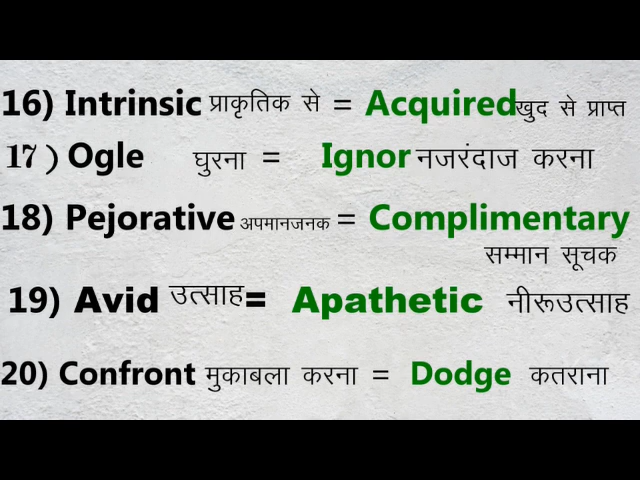 16) Intrinsic प्राकृतिक से = Acquired खुद से प्राप्त
17 ) Ogle घुरना = Ignor नजरंदाज करना
18) Pejorative अपमानजनक = Complimentary
सम्मान सूचक
19) Avid उत्साह = Apathetic नीरूउत्साह
20) Confront मुकाबला करना = Dodge कतराना